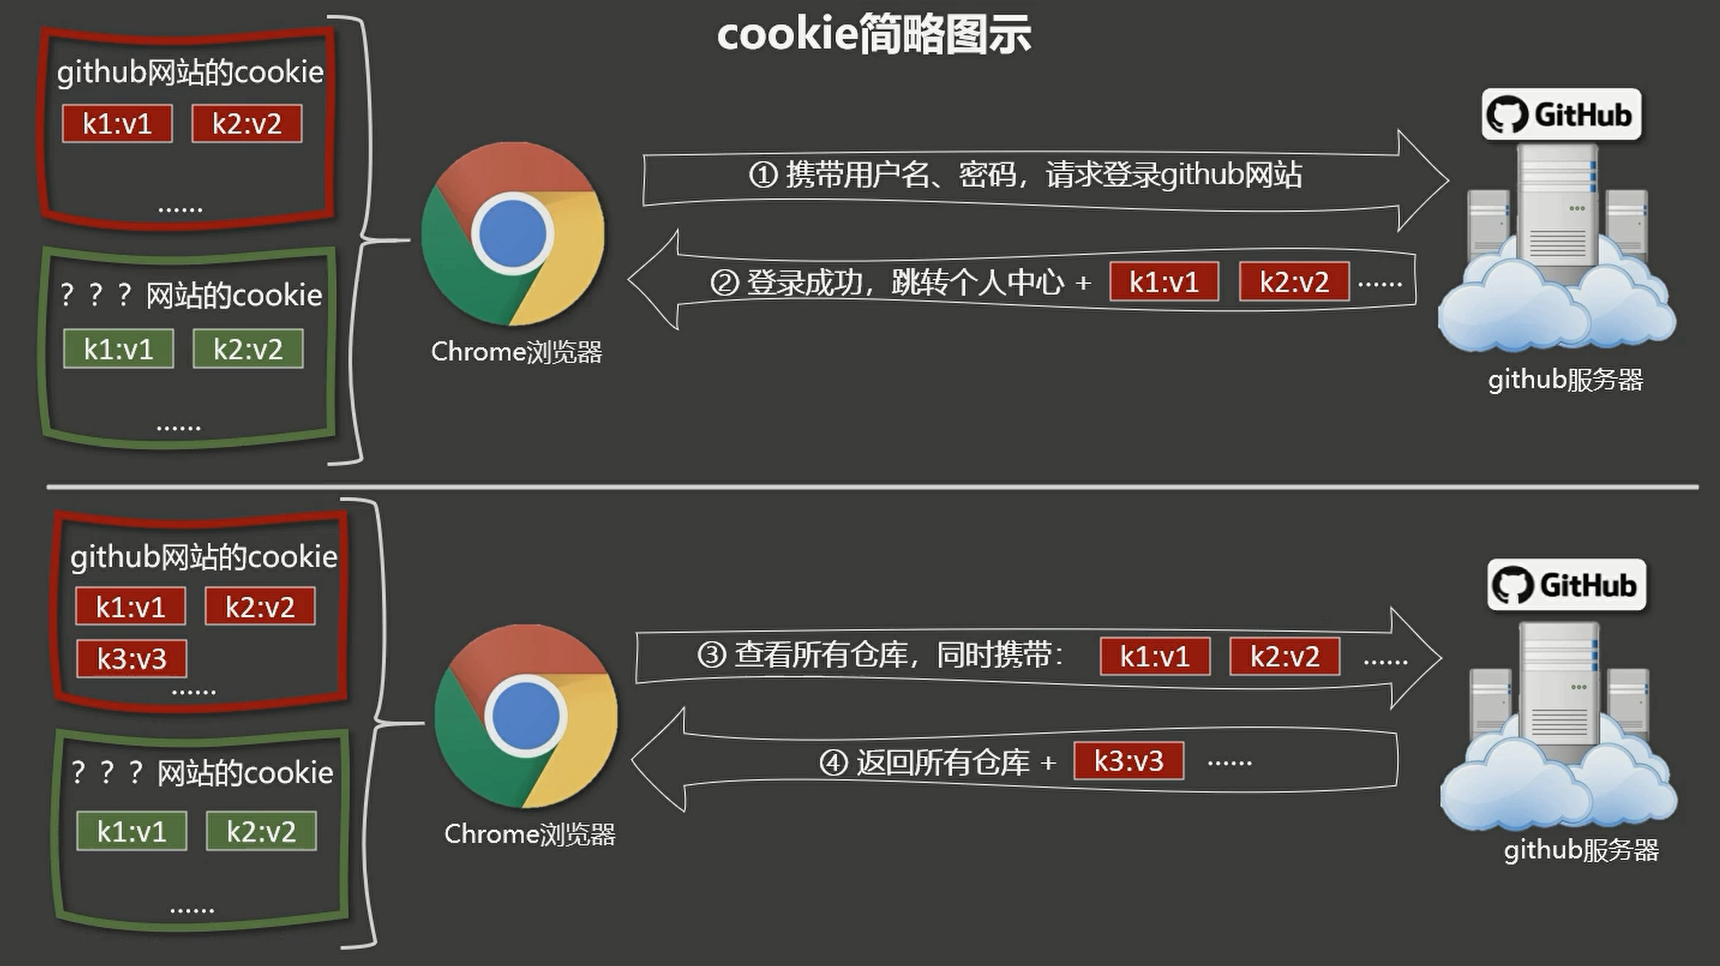 cookie简略图示
github网站的cookie
k1:v1 k2:v2
......
？？？网站的cookie
k1:v1 k2:v2
......
Chrome浏览器
① 携带用户名、密码，请求登录github网站
② 登录成功，跳转个人中心 + k1:v1 k2:v2 ......
GitHub
github服务器
github网站的cookie
k1:v1 k2:v2
k3:v3
......
？？？网站的cookie
k1:v1 k2:v2
......
Chrome浏览器
③ 查看所有仓库，同时携带： k1:v1 k2:v2 ......
④ 返回所有仓库 + k3:v3 ......
GitHub
github服务器